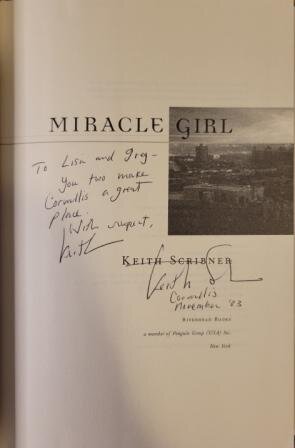 MIRACLE GIRL
To Lisa and Greg –
You two make
Corvallis a great
place.
With respect,
Keith
KEITH SCRIBNER
Keith S
Corvallis
November '03
RIVERHEAD BOOKS
a member of Penguin Group (USA) Inc.
New York